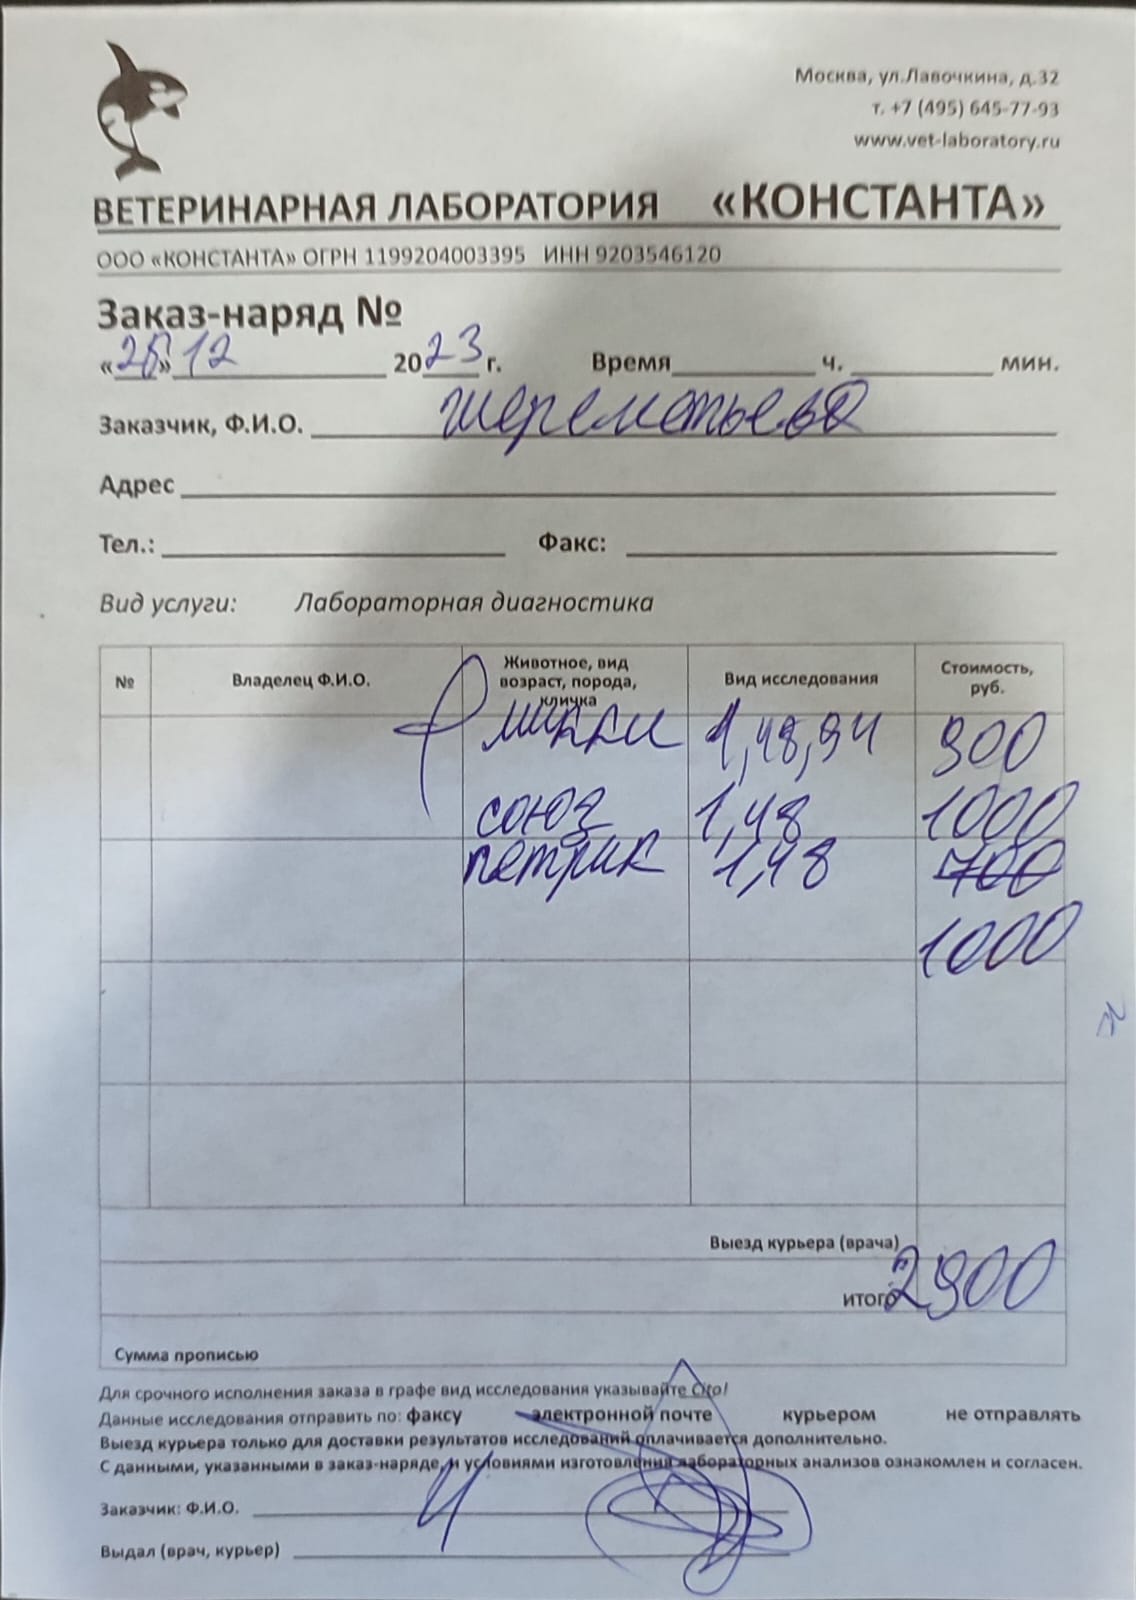 Москва, ул.Лавочкина, д.32
т. +7 (495) 645-77-93
www.vet-laboratory.ru
ВЕТЕРИНАРНАЯ ЛАБОРАТОРИЯ «КОНСТАНТА»
ООО «КОНСТАНТА» ОГРН 1199204003395 ИНН 9203546120
Заказ-наряд №
« » 12 2023 г. Время ч. мин.
Заказчик, Ф.И.О. Шереметьева
Адрес
Тел.: Факс:
Вид услуги: Лабораторная диагностика
№ Владелец Ф.И.О. Животное, вид возраст, порода, кличка Вид исследования Стоимость, руб.
Микки 1,48,94 900
Союз 1,48 1000
Петрик 1,48 700
1000
Выезд курьера (врача)
итого 2900
Сумма прописью
Для срочного исполнения заказа в графе вид исследования указывайте Cito!
Данные исследования отправить по: факсу электронной почте курьером не отправлять
Выезд курьера только для доставки результатов исследований оплачивается дополнительно.
С данными, указанными в заказ-наряде, и условиями изготовления лабораторных анализов ознакомлен и согласен.
Заказчик: Ф.И.О.
Выдал (врач, курьер)